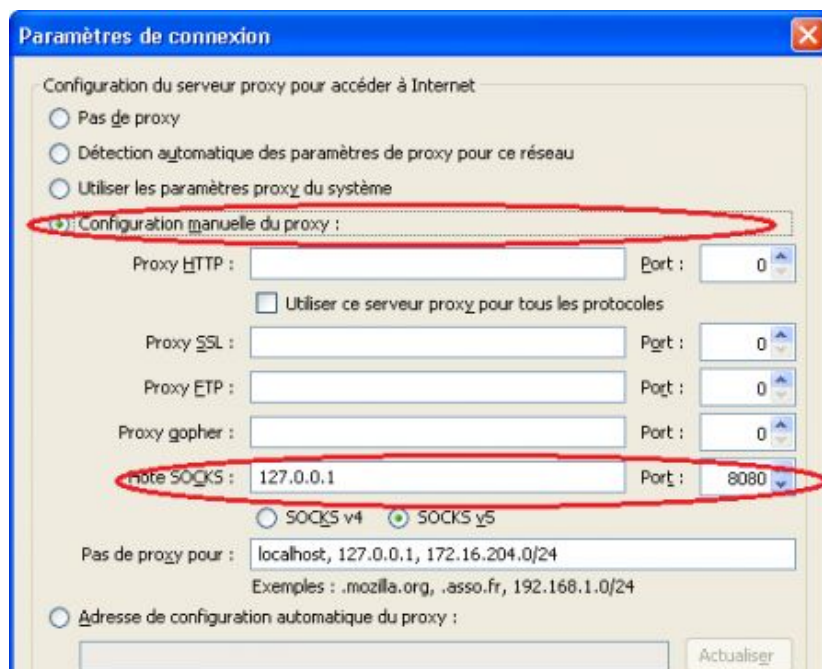 Paramètres de connexion
Configuration du serveur proxy pour accéder à Internet
Pas de proxy
Détection automatique des paramètres de proxy pour ce réseau
Utiliser les paramètres proxy du système
Configuration manuelle du proxy :
Proxy HTTP : Port : 0
Utiliser ce serveur proxy pour tous les protocoles
Proxy SSL : Port : 0
Proxy FTP : Port : 0
Proxy gopher : Port : 0
Hôte SOCKS : 127.0.0.1 Port : 8080
SOCKS v4 SOCKS v5
Pas de proxy pour : localhost, 127.0.0.1, 172.16.204.0/24
Exemples : .mozilla.org, .asso.fr, 192.168.1.0/24
Adresse de configuration automatique du proxy :
Actualiser